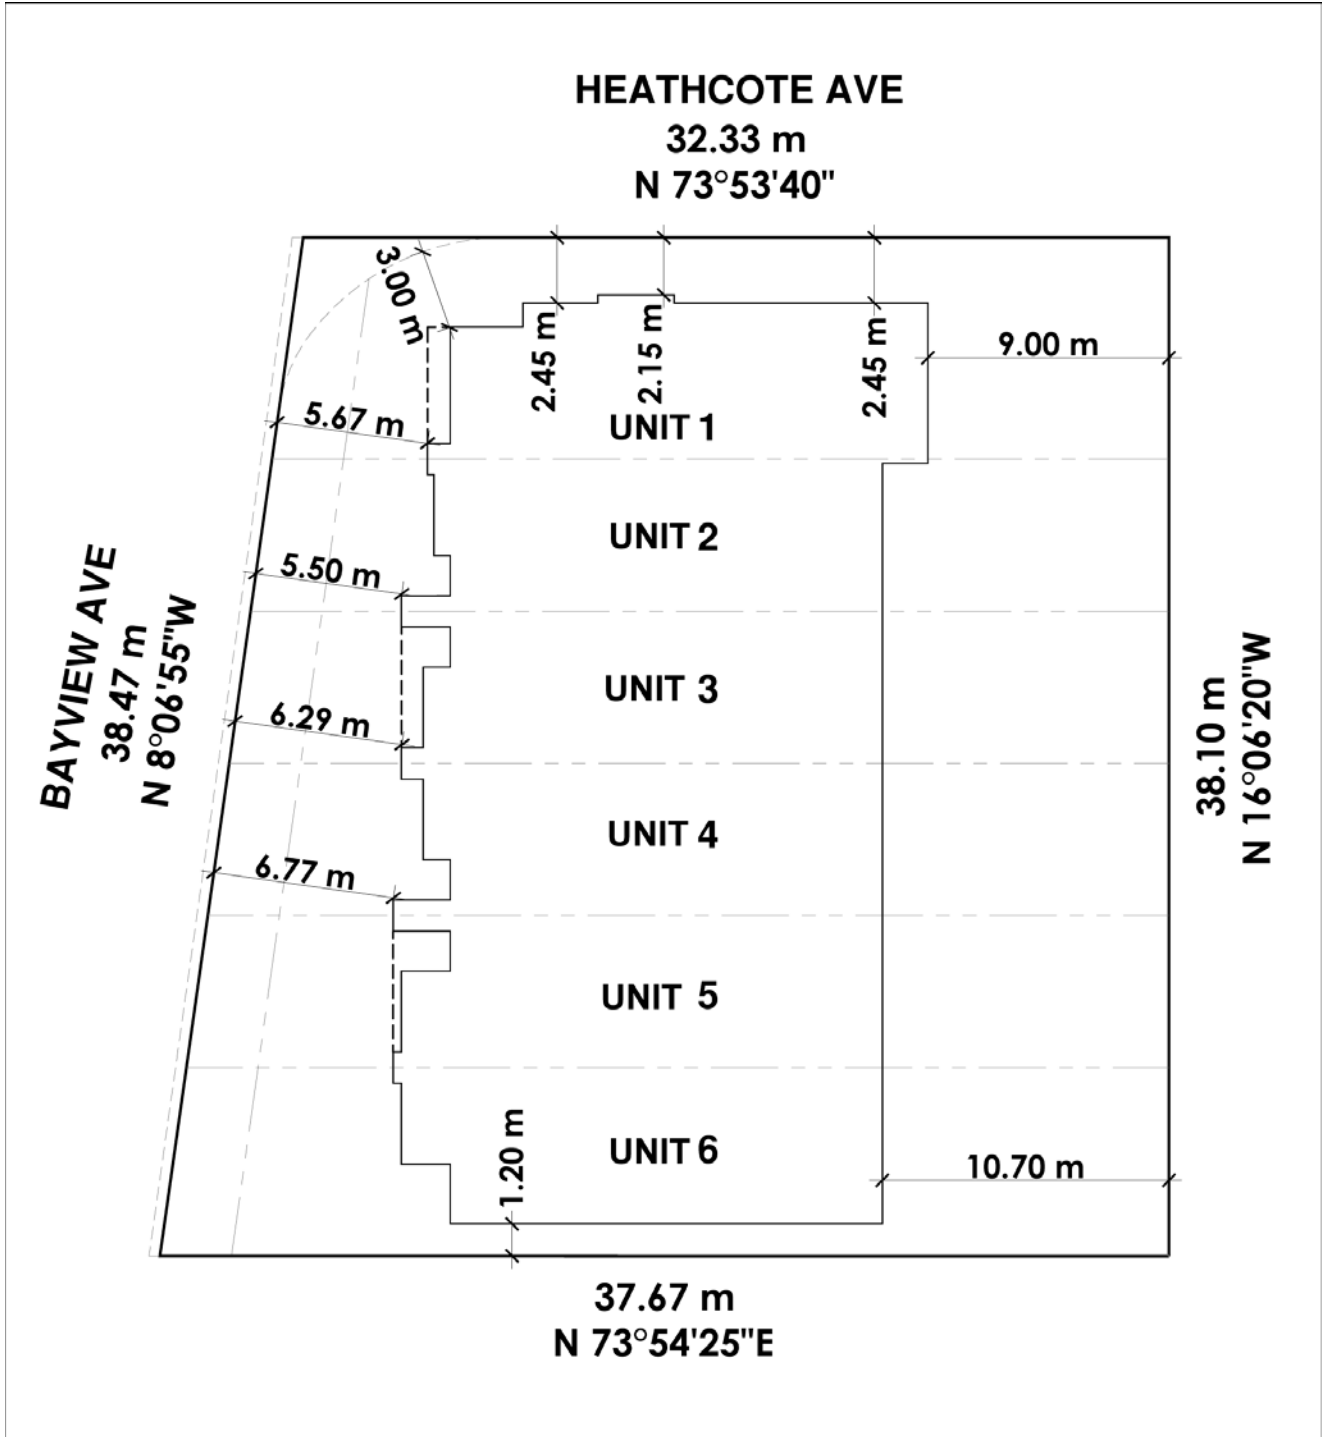 HEATHCOTE AVE
32.33 m
N 73°53'40"
3.00 m
2.45 m
2.15 m
2.45 m
9.00 m
5.67 m
UNIT 1
UNIT 2
5.50 m
BAYVIEW AVE
38.47 m
N 8°06'55"W
UNIT 3
6.29 m
38.10 m
N 16°06'20"W
UNIT 4
6.77 m
UNIT 5
UNIT 6
1.20 m
10.70 m
37.67 m
N 73°54'25"E